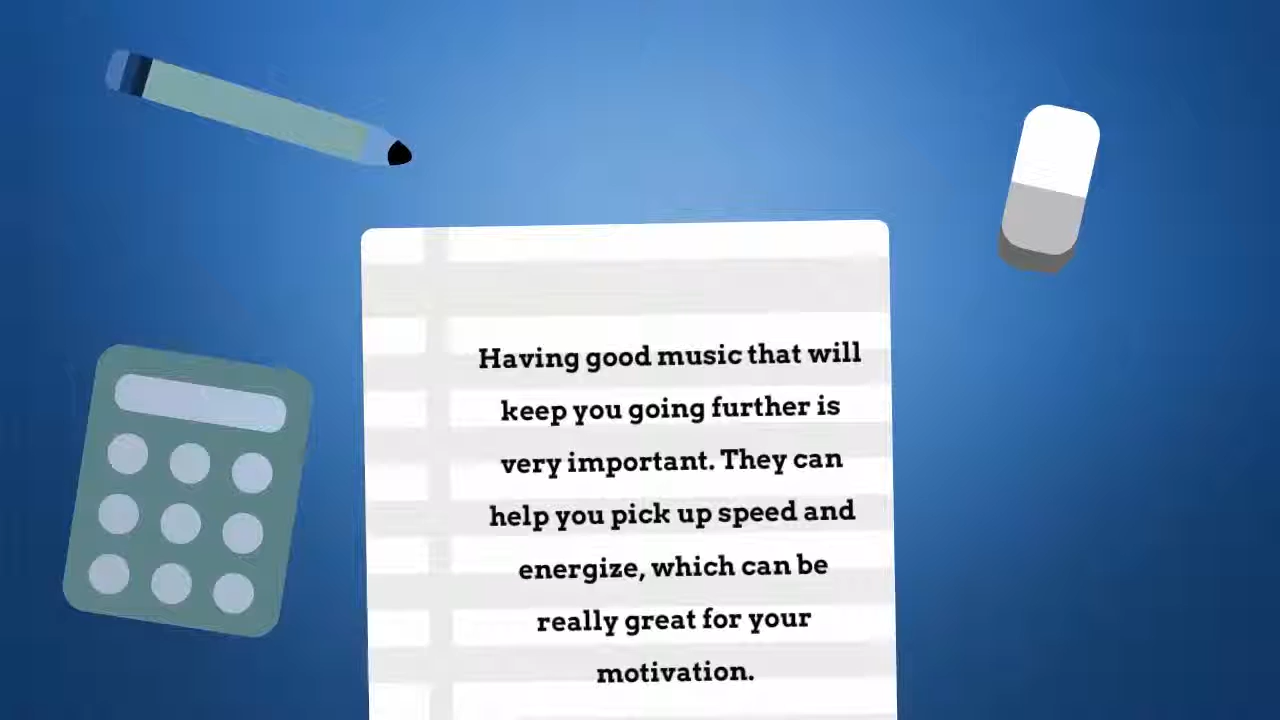 Having good music that will
keep you going further is
very important. They can
help you pick up speed and
energize, which can be
really great for your
motivation.